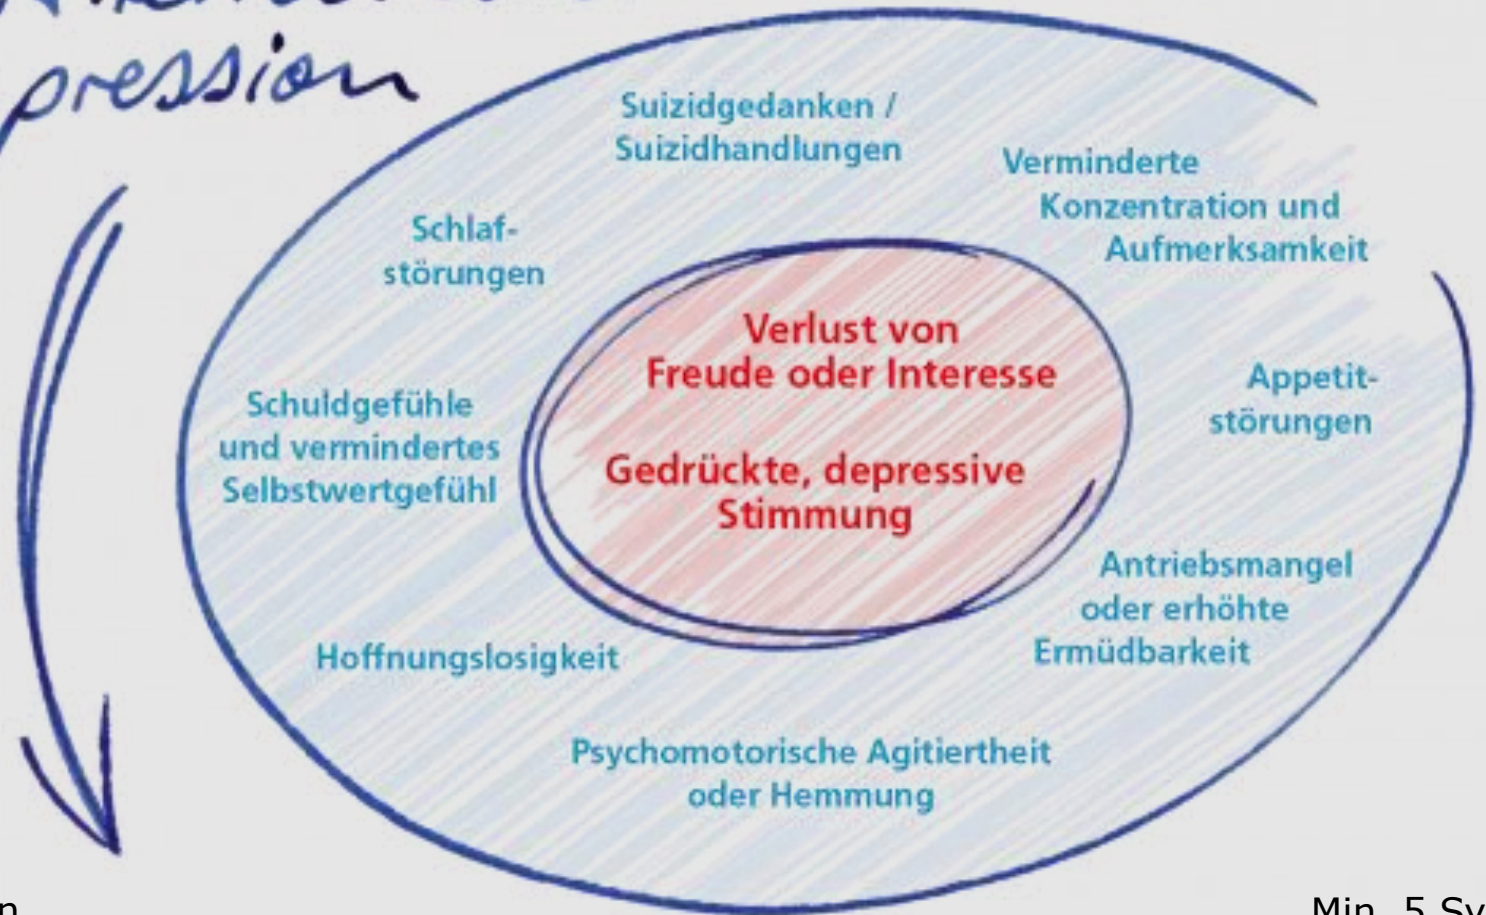 pression
Suizidgedanken /
Suizidhandlungen
Verminderte
Konzentration und
Aufmerksamkeit
Schlaf-
störungen
Verlust von
Freude oder Interesse
Appetit-
störungen
Schuldgefühle
und vermindertes
Selbstwertgefühl
Gedrückte, depressive
Stimmung
Antriebsmangel
oder erhöhte
Ermüdbarkeit
Hoffnungslosigkeit
Psychomotorische Agitiertheit
oder Hemmung
n
Min. 5 Sy